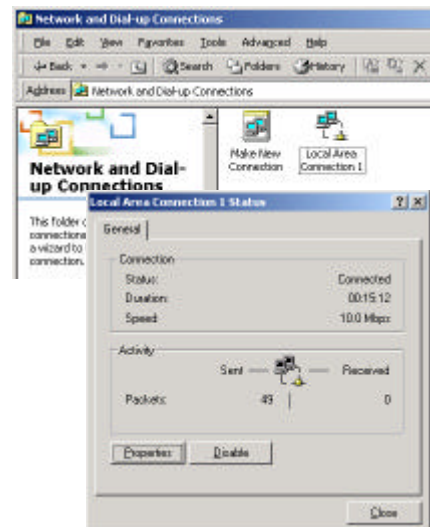 Network and Dial-up Connections
File Edit View Favorites Tools Advanced Help
Back Search Folders History
Address Network and Dial-up Connections
Network and Dial-
up Connections
Make New
Connection
Local Area
Connection 1
This folder
connections
a wizard to
connection.
Local Area Connection 1 Status
General
Connection
Status: Connected
Duration: 00:15:12
Speed: 10.0 Mbps
Activity
Sent Received
Packets: 49 0
Properties Disable
Close